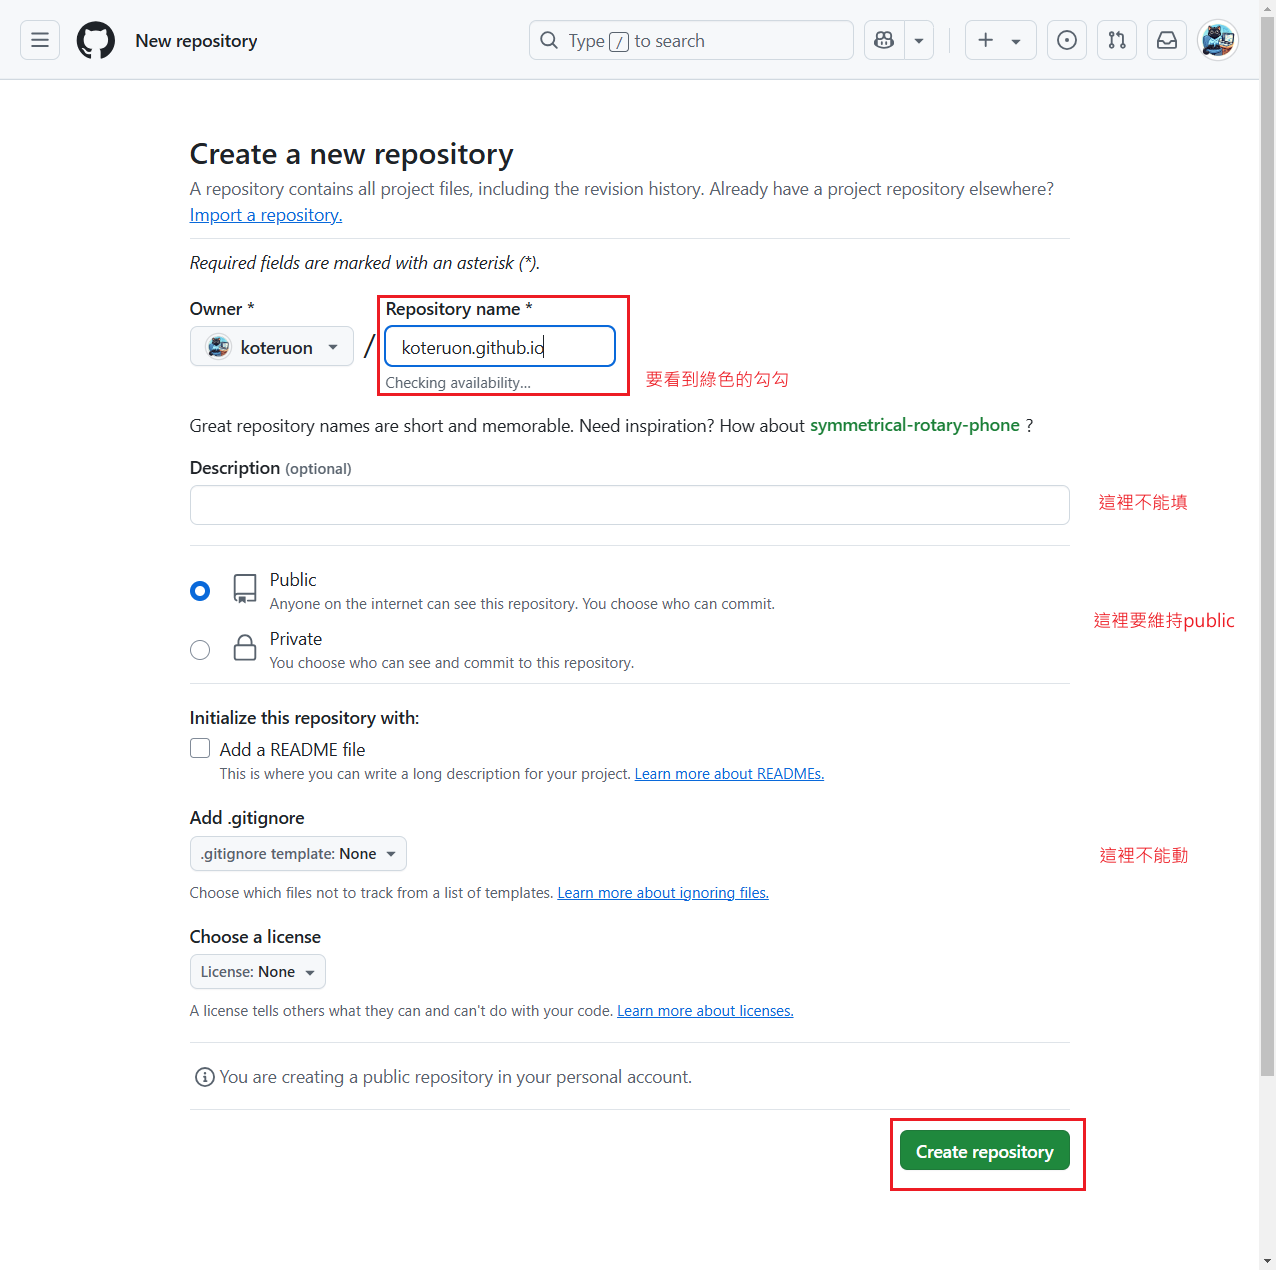 New repository
Type / to search
Create a new repository
A repository contains all project files, including the revision history. Already have a project repository elsewhere?
Import a repository.
Required fields are marked with an asterisk (*).
Owner *
Repository name *
koteruon
/
koteruon.github.io
Checking availability...
要看到綠色的勾勾
Great repository names are short and memorable. Need inspiration? How about symmetrical-rotary-phone ?
Description (optional)
這裡不能填
Public
Anyone on the internet can see this repository. You choose who can commit.
這裡要維持public
Private
You choose who can see and commit to this repository.
Initialize this repository with:
Add a README file
This is where you can write a long description for your project. Learn more about READMEs.
Add .gitignore
.gitignore template: None
這裡不能動
Choose which files not to track from a list of templates. Learn more about ignoring files.
Choose a license
License: None
A license tells others what they can and can't do with your code. Learn more about licenses.
You are creating a public repository in your personal account.
Create repository